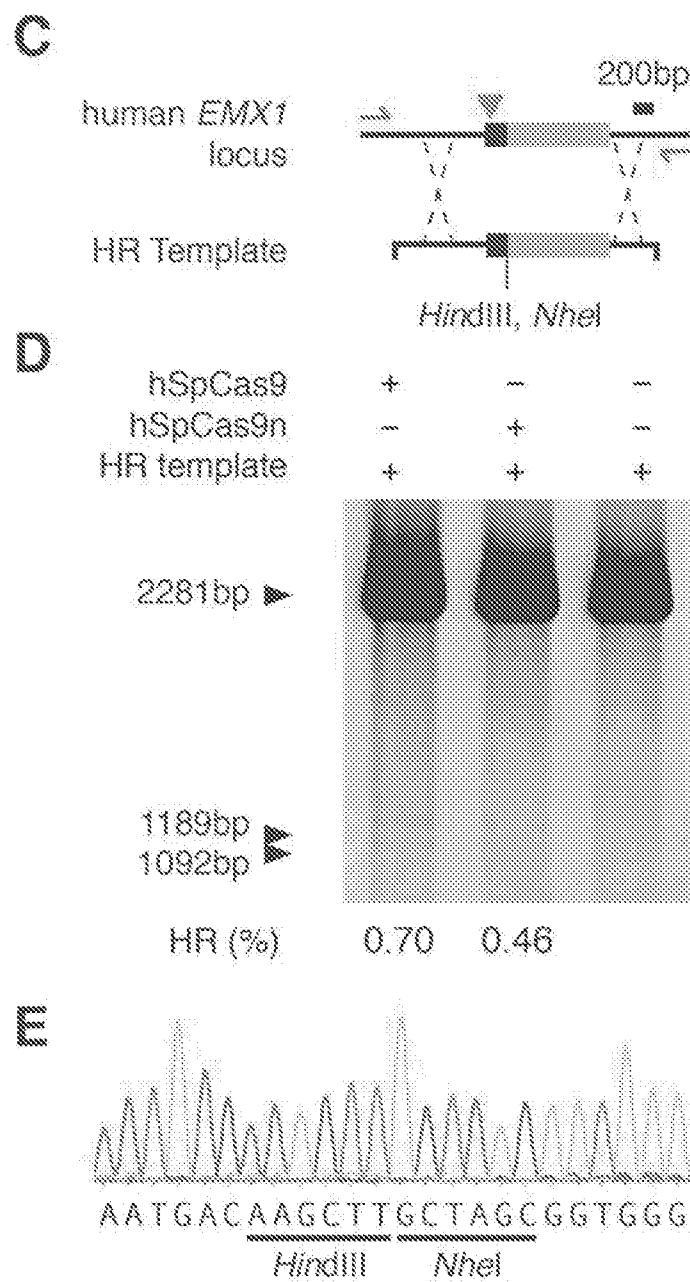 C
200bp
human EMX1
locus
HR Template
HindIII, NheI
D
hSpCas9 + − −
hSpCas9n − + −
HR template + + +
2281bp
1189bp
1092bp
HR (%) 0.70 0.46
E
AATGACAAGCTTGCTAGCGGTGGG
HindIII NheI